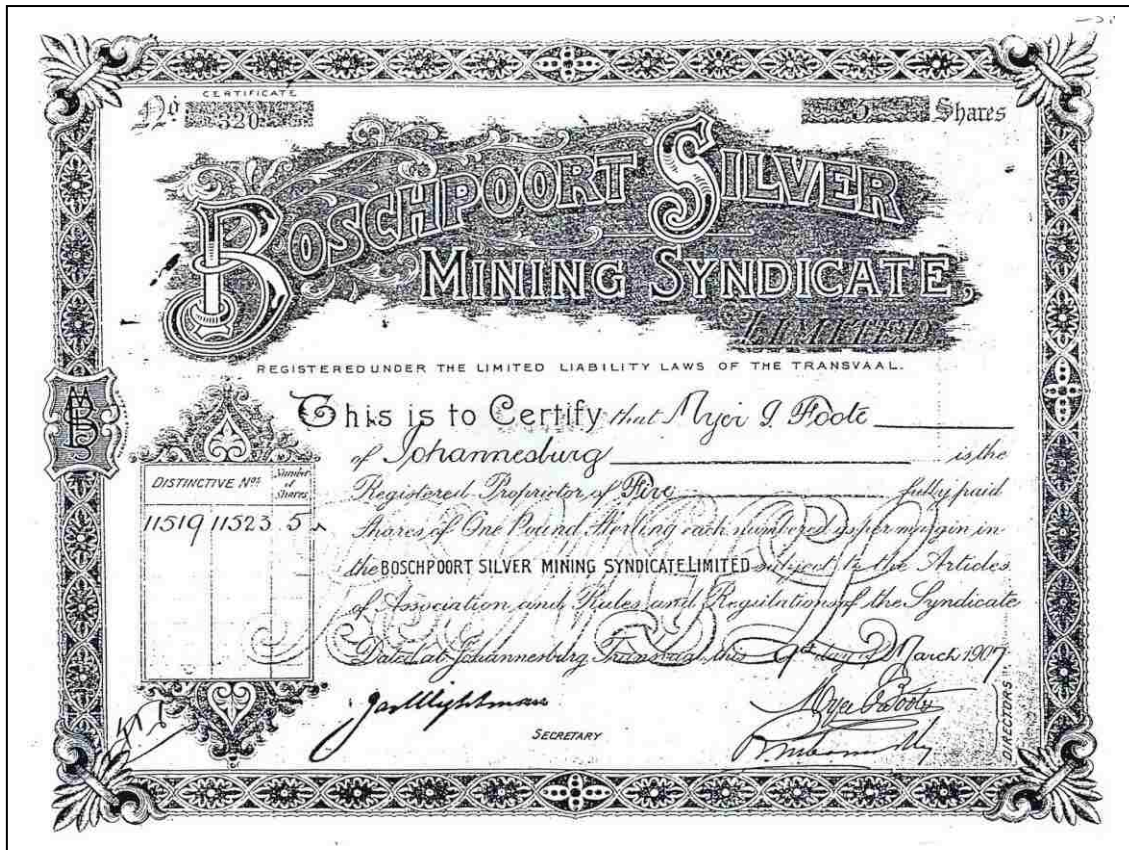 CERTIFICATE
No 320
5 Shares
BOSCHPOORT SILVER
MINING SYNDICATE,
LIMITED
REGISTERED UNDER THE LIMITED LIABILITY LAWS OF THE TRANSVAAL.
This is to Certify that Myer J. Foote
of Johannesburg is the
Registered Proprietor of Five fully paid
Shares of One Pound Sterling each numbered as per margin in
the BOSCHPOORT SILVER MINING SYNDICATE LIMITED subject to the Articles
of Association and Rules and Regulations of the Syndicate
Dated at Johannesburg Transvaal, this 9th day of March 1907
DISTINCTIVE Nos. Number of Shares
11519 11523 5
SECRETARY
DIRECTORS